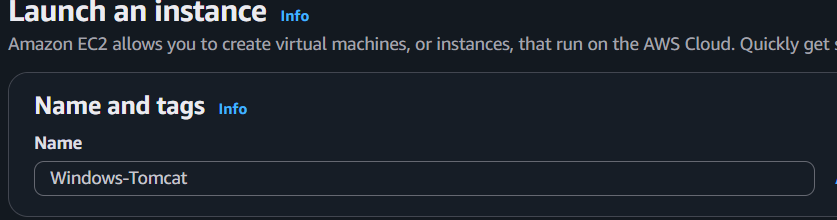 Launch an instance Info
Amazon EC2 allows you to create virtual machines, or instances, that run on the AWS Cloud. Quickly get
Name and tags Info
Name
Windows-Tomcat